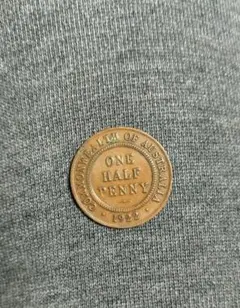 COMMONWEALTH OF AUSTRALIA
ONE
HALF
PENNY